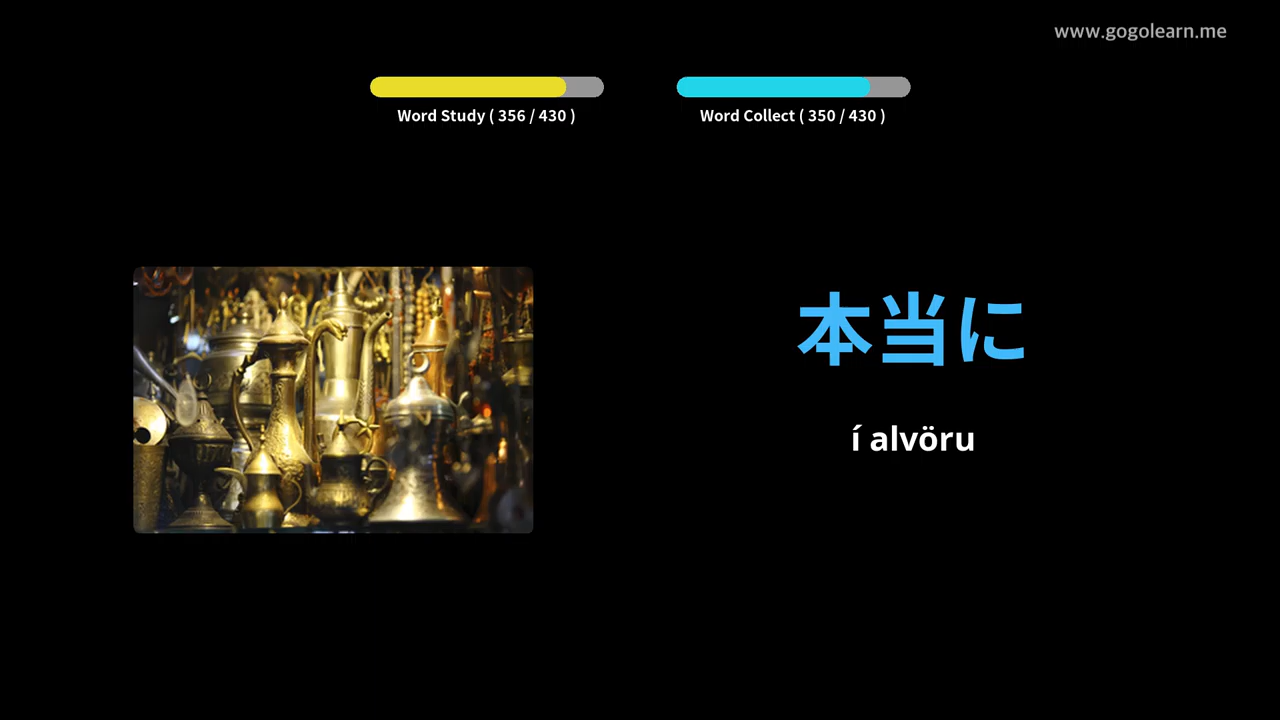 www.gogolearn.me
Word Study ( 356 / 430 )
Word Collect ( 350 / 430 )
本当に
í alvöru